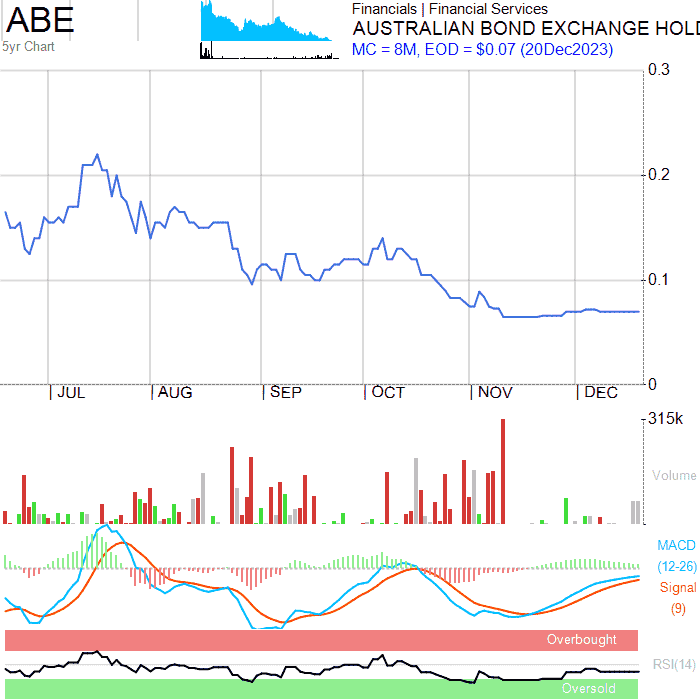 ABE
5yr Chart
Financials | Financial Services
AUSTRALIAN BOND EXCHANGE HOLD
MC = 8M, EOD = $0.07 (20Dec2023)
0.3
0.2
0.1
0
JUL AUG SEP OCT NOV DEC
315k
Volume
MACD
(12-26)
Signal
(9)
Overbought
RSI(14)
Oversold